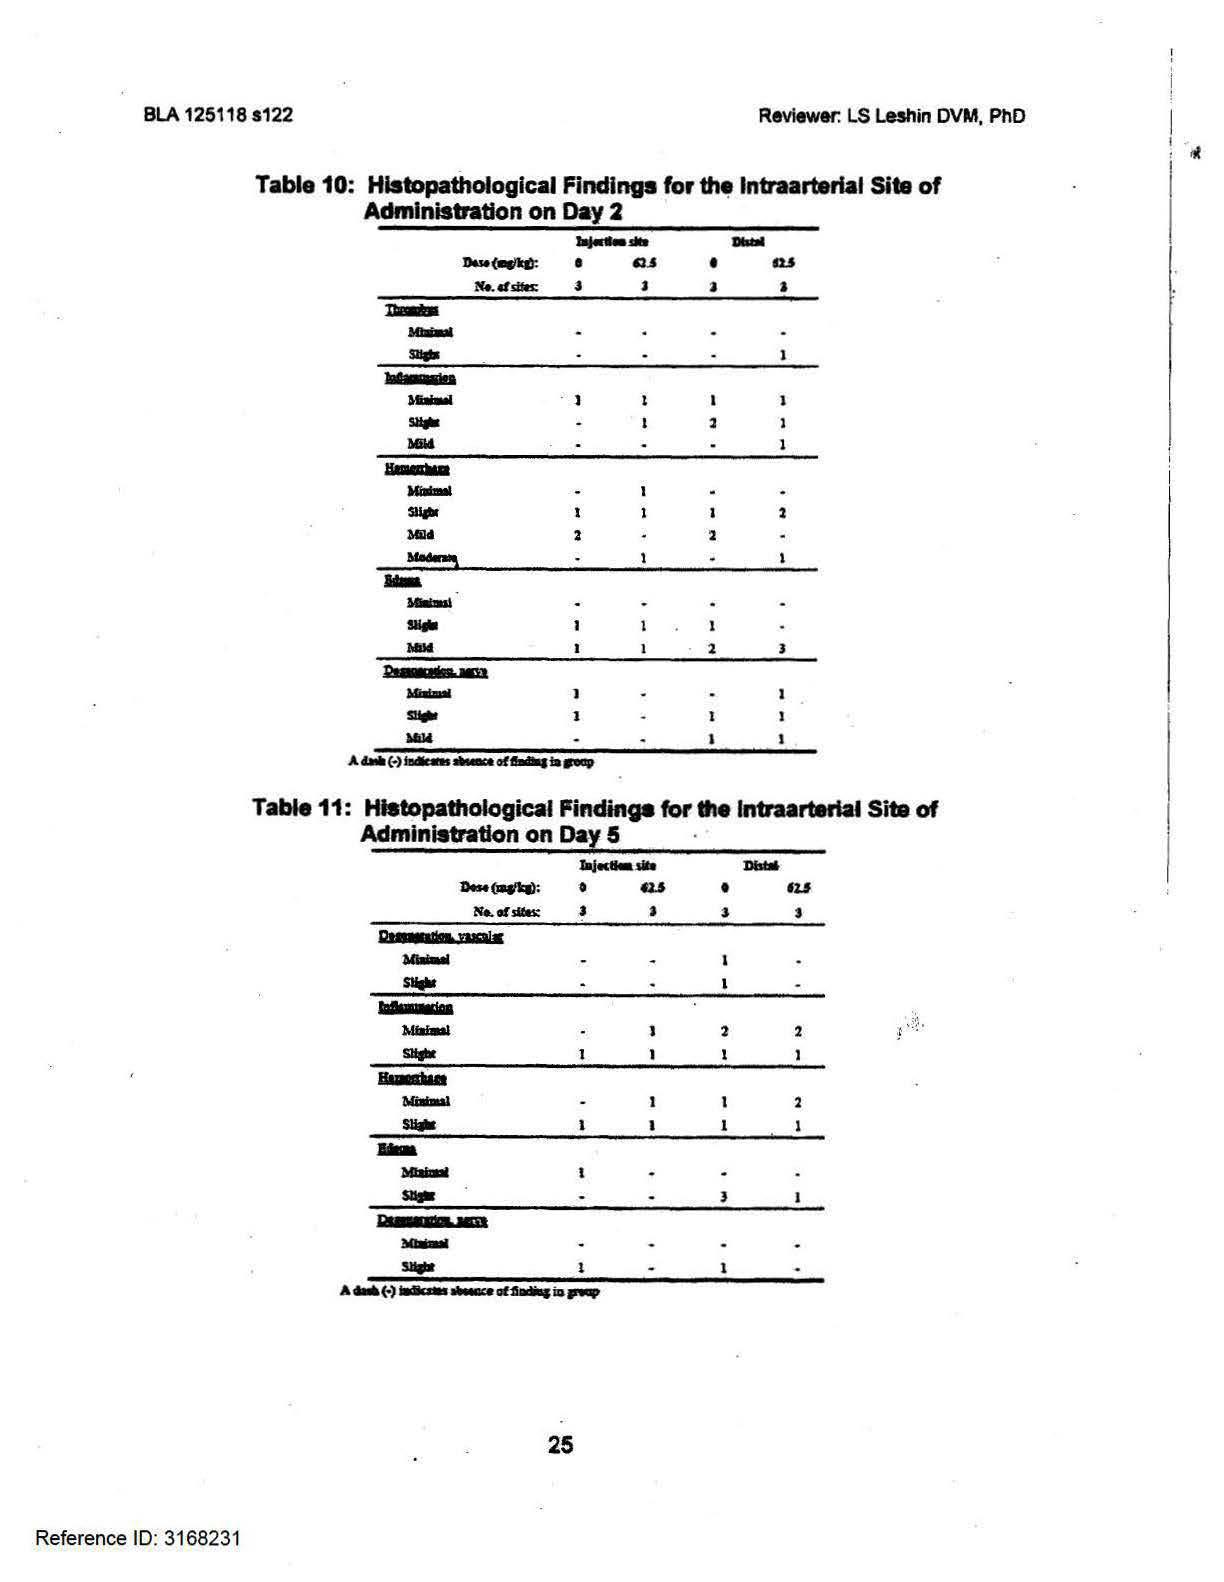 BLA 125118 s122 Reviewer: LS Leshin DVM, PhD
Table 10: Histopathological Findings for the Intraarterial Site of
Administration on Day 2
Injection site Distal
Dose (mg/kg): 0 62.5 0 62.5
No. of sites: 3 3 3 3
Thrombus
Minimal - - - -
Slight - - - 1
Inflammation
Minimal 1 1 1 1
Slight - 1 2 1
Mild - - - 1
Hemorrhage
Minimal - 1 - -
Slight 1 1 1 2
Mild 2 - 2 -
Moderate - 1 - 1
Edema
Minimal - - - -
Slight 1 1 1 -
Mild 1 1 2 3
Degeneration, nerve
Minimal 1 - - 1
Slight 1 - 1 1
Mild - - 1 1
A dash (-) indicates absence of finding in group
Table 11: Histopathological Findings for the Intraarterial Site of
Administration on Day 5
Injection site Distal
Dose (mg/kg): 0 62.5 0 62.5
No. of sites: 3 3 3 3
Degeneration, vascular
Minimal - - 1 -
Slight - - 1 -
Inflammation
Minimal - 1 2 2
Slight 1 1 1 1
Hemorrhage
Minimal - 1 1 2
Slight 1 1 1 1
Edema
Minimal 1 - - -
Slight - - 3 1
Degeneration, nerve
Minimal - - - -
Slight 1 - 1 -
A dash (-) indicates absence of finding in group
25
Reference ID: 3168231